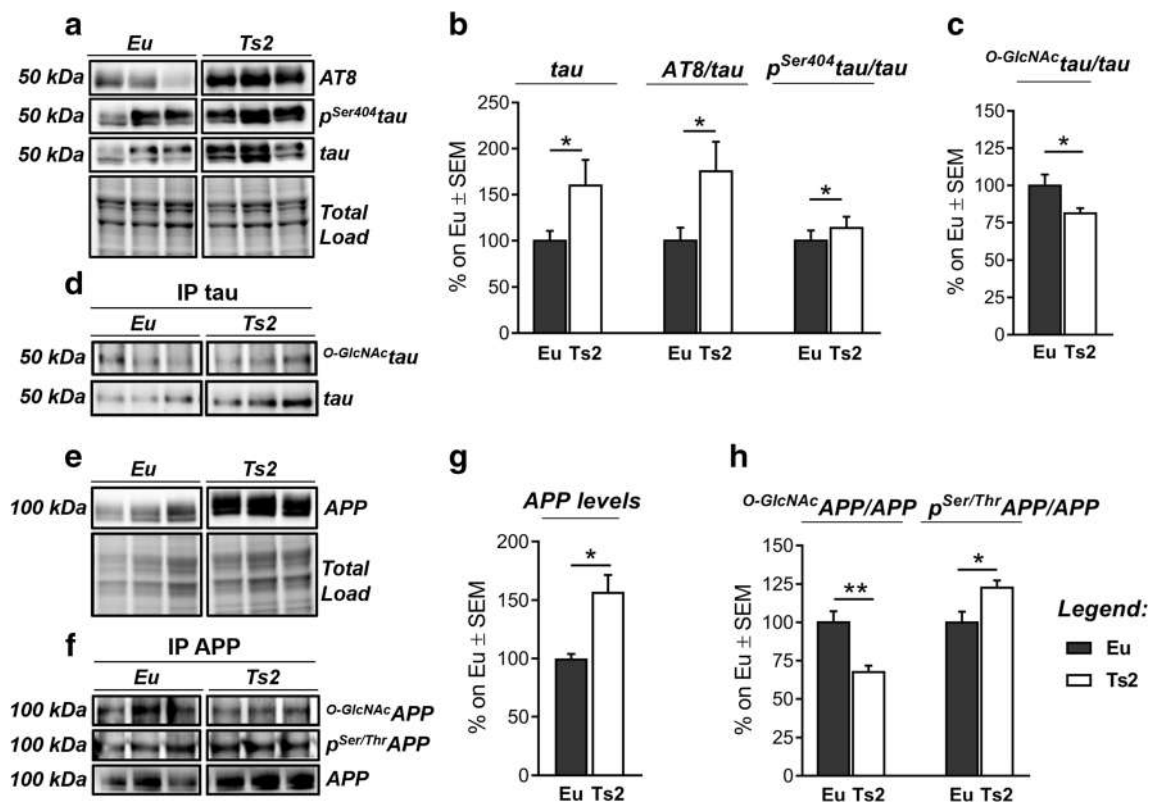 a
Eu Ts2
50 kDa AT8
50 kDa pSer404tau
50 kDa tau
Total
Load
b
tau AT8/tau pSer404tau/tau
% on Eu ± SEM
250
200
150
100
50
0
*
*
*
Eu Ts2 Eu Ts2 Eu Ts2
c
O-GlcNActau/tau
% on Eu ± SEM
125
100
75
50
25
0
*
Eu Ts2
d
IP tau
Eu Ts2
50 kDa O-GlcNActau
50 kDa tau
e
Eu Ts2
100 kDa APP
Total
Load
f
IP APP
Eu Ts2
100 kDa O-GlcNAcAPP
100 kDa pSer/ThrAPP
100 kDa APP
g
APP levels
% on Eu ± SEM
200
150
100
50
0
*
Eu Ts2
h
O-GlcNAcAPP/APP pSer/ThrAPP/APP
% on Eu ± SEM
150
125
100
75
50
25
0
**
*
Eu Ts2 Eu Ts2
Legend:
Eu
Ts2